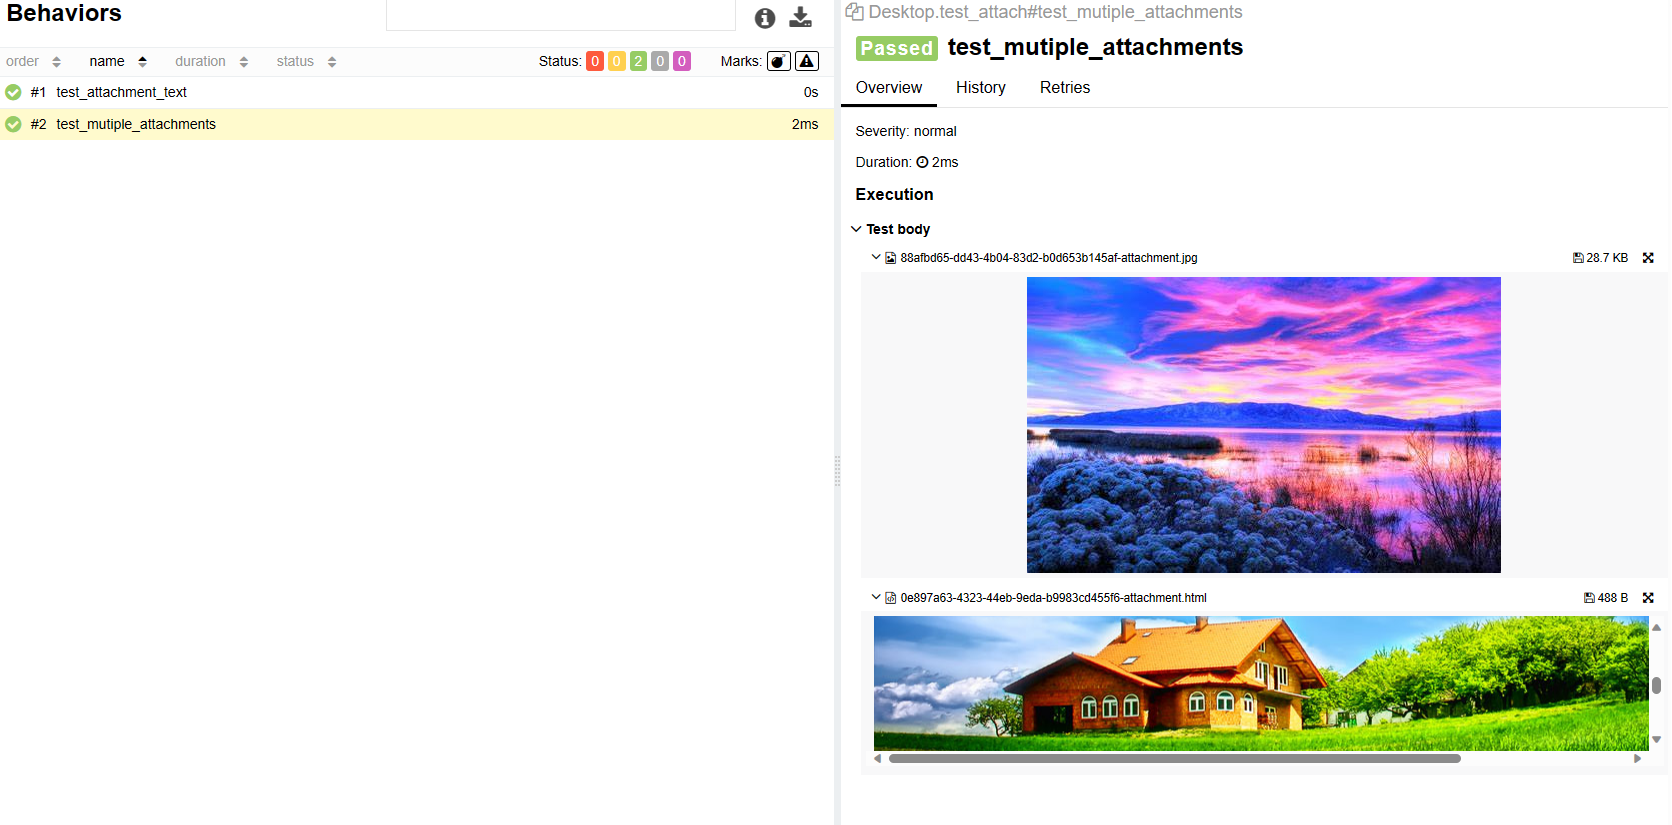 Behaviors
order name duration status Status: 0 0 2 0 0 Marks:
#1 test_attachment_text 0s
#2 test_mutiple_attachments 2ms
Desktop.test_attach#test_mutiple_attachments
Passed test_mutiple_attachments
Overview History Retries
Severity: normal
Duration: 2ms
Execution
Test body
88afbd65-dd43-4b04-83d2-b0d653b145af-attachment.jpg 28.7 KB
0e897a63-4323-44eb-9eda-b9983cd455f6-attachment.html 488 B